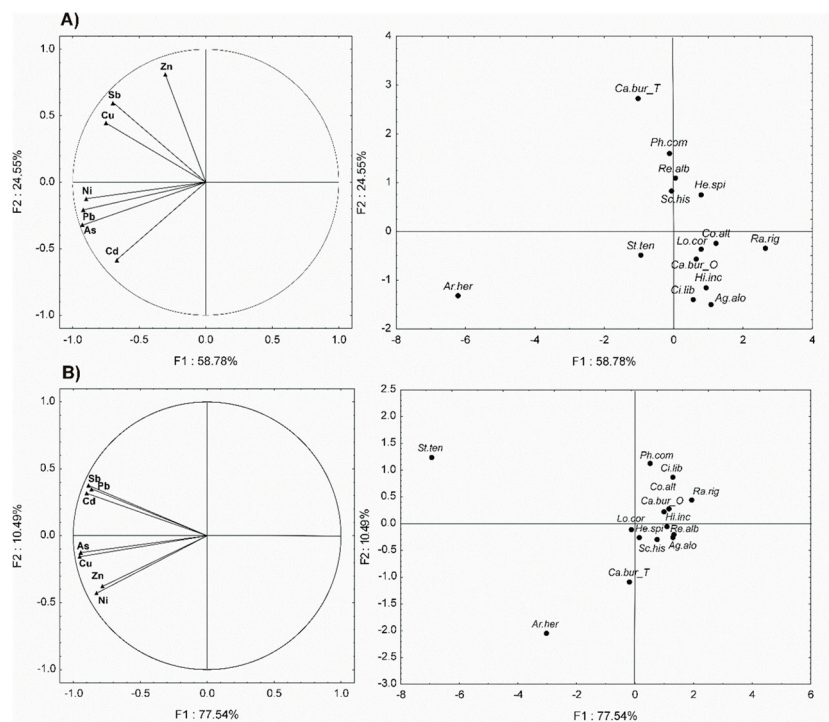 A)
1.0
0.5
0.0
-0.5
-1.0
F2 : 24.55%
Zn
Sb
Cu
Ni
Pb
As
Cd
-1.0 -0.5 0.0 0.5 1.0
F1 : 58.78%
4
3
2
1
0
-1
-2
F2 : 24.55%
Ca.bur_T
Ph.com
Re.alb
He.spi
Sc.his
Co.alt
Lo.cor
Ra.rig
St.ten
Ca.bur_O
Hi.inc
Ar.her
Ci.lib
Ag.alo
-8 -6 -4 -2 0 2 4
F1 : 58.78%
B)
1.0
0.5
0.0
-0.5
-1.0
F2 : 10.49%
Sb
Pb
Cd
As
Cu
Zn
Ni
-1.0 -0.5 0.0 0.5 1.0
F1 : 77.54%
2.5
2.0
1.5
1.0
0.5
0.0
-0.5
-1.0
-1.5
-2.0
-2.5
-3.0
F2 : 10.49%
St.ten
Ph.com
Ci.lib
Co.alt
Ra.rig
Ca.bur_O
Lo.cor
Hi.inc
He.spi
Re.alb
Sc.his
Ag.alo
Ca.bur_T
Ar.her
-8 -6 -4 -2 0 2 4 6
F1 : 77.54%